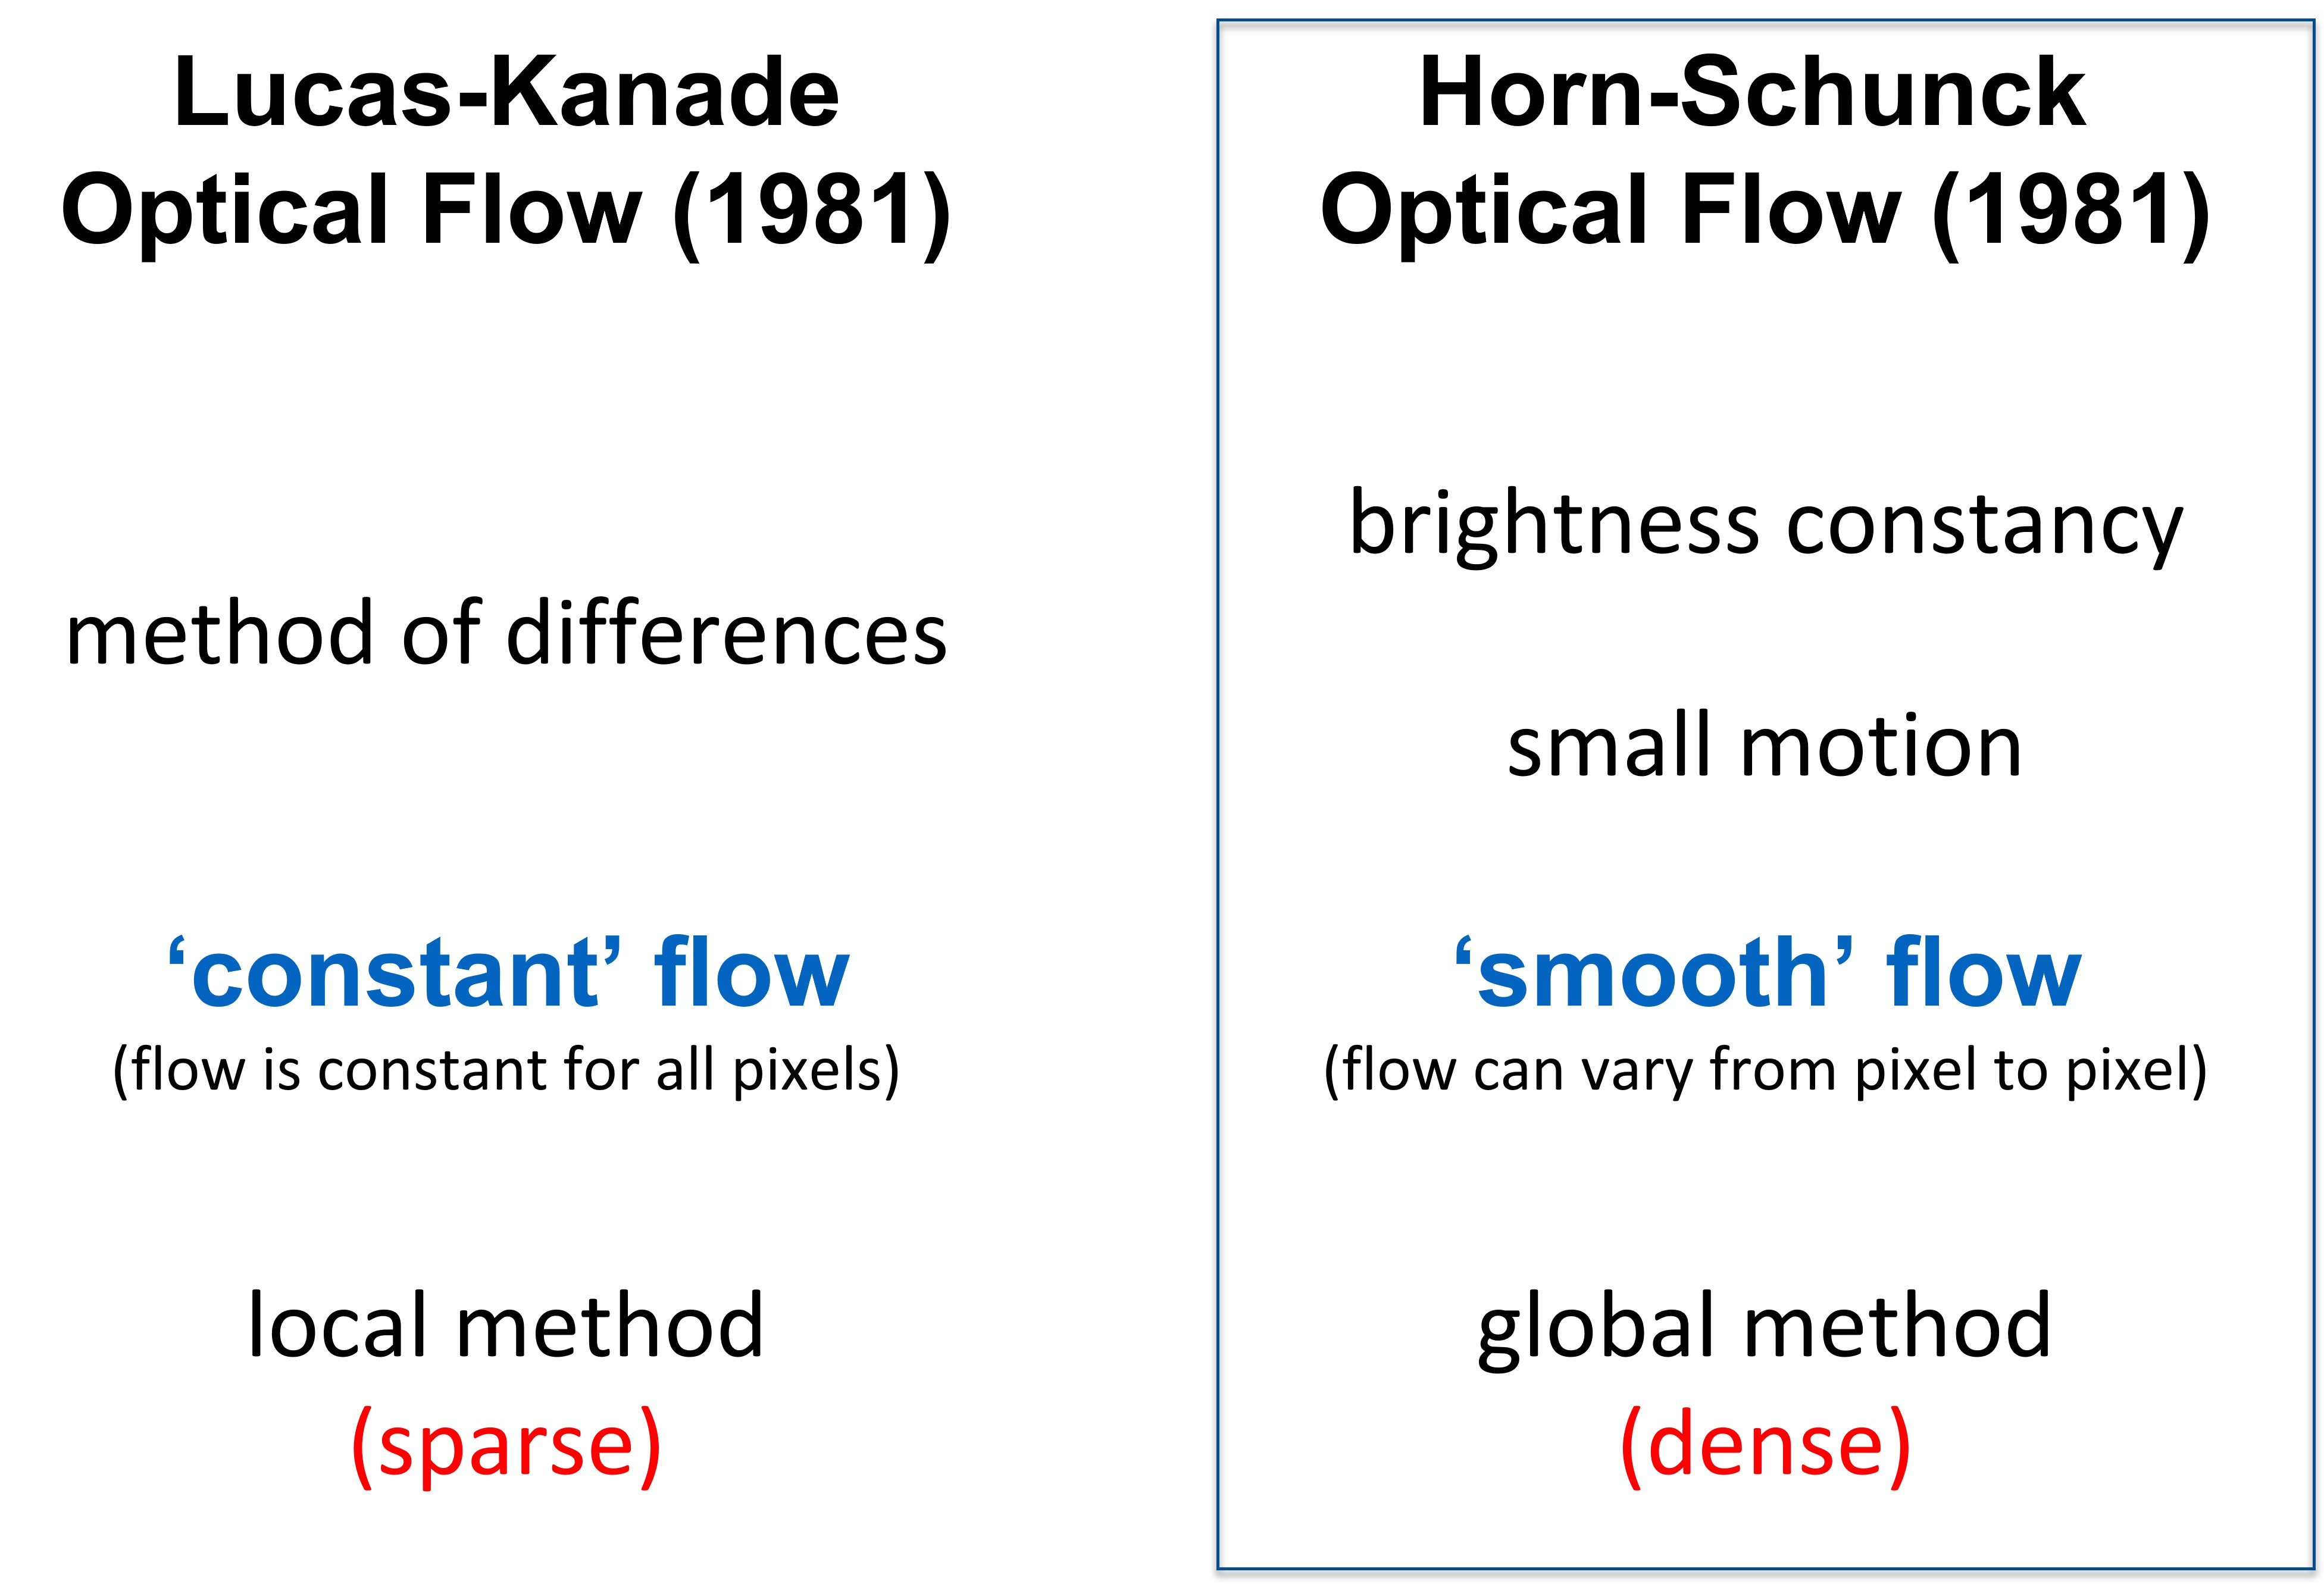 Lucas-Kanade
Optical Flow (1981)
method of differences
‘constant’ flow
(flow is constant for all pixels)
local method
(sparse)
Horn-Schunck
Optical Flow (1981)
brightness constancy
small motion
‘smooth’ flow
(flow can vary from pixel to pixel)
global method
(dense)